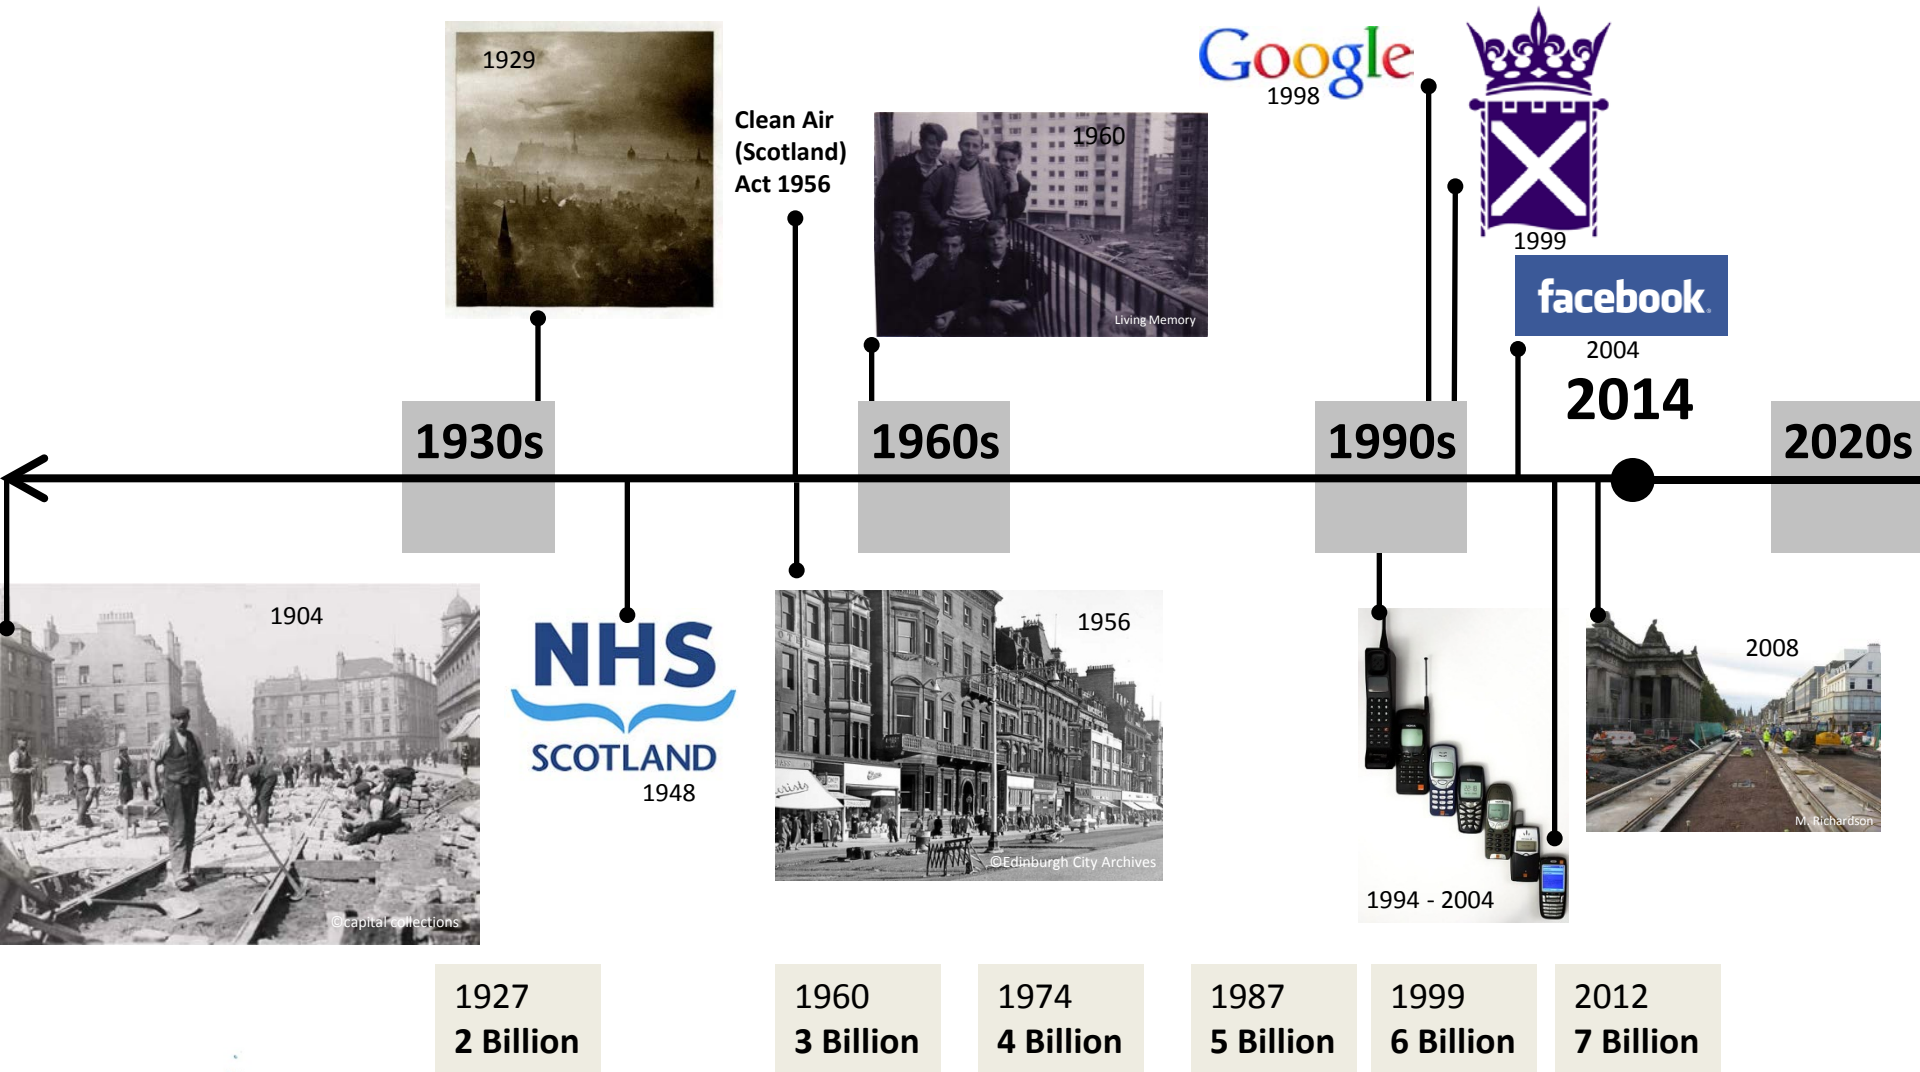 1929
Clean Air
(Scotland)
Act 1956
1960
Living Memory
Google
1998
1999
facebook
2004
2014
1930s
1960s
1990s
2020s
1904
©capital collections
NHS
SCOTLAND
1948
1956
©Edinburgh City Archives
1994 - 2004
2008
M. Richardson
1927
2 Billion
1960
3 Billion
1974
4 Billion
1987
5 Billion
1999
6 Billion
2012
7 Billion